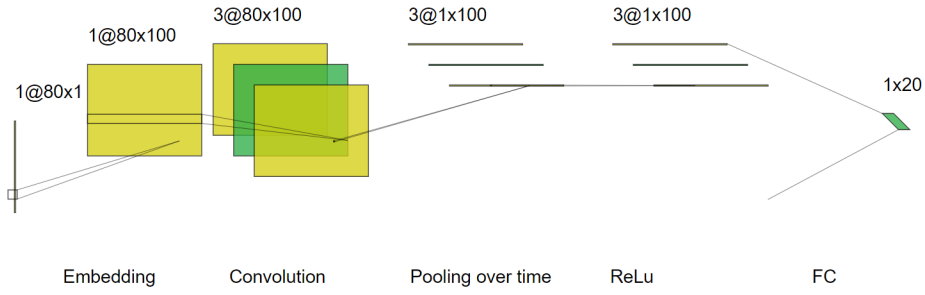 3@80x100
3@1x100
3@1x100
1@80x100
1@80x1
1x20
Embedding
Convolution
Pooling over time
ReLu
FC